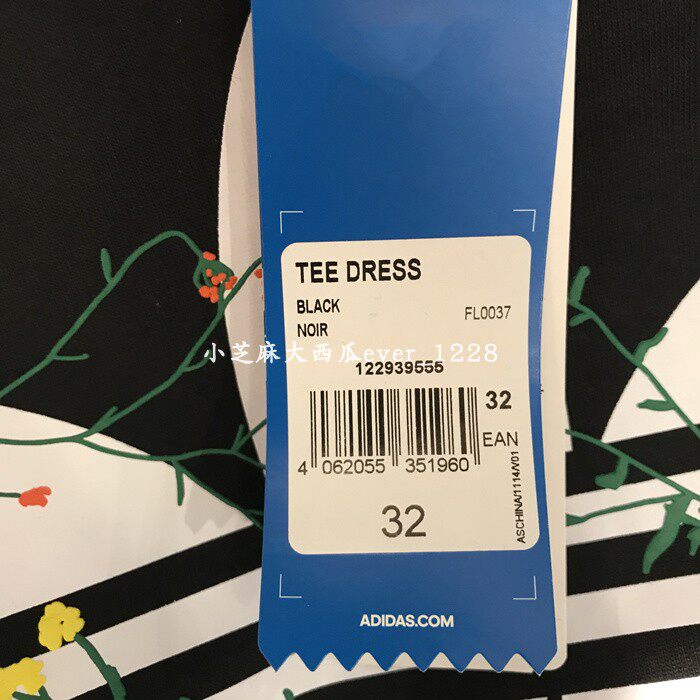 TEE DRESS
BLACK
NOIR
FL0037
小芝麻大西瓜ever_1228
122939555
32
EAN
4 062055 351960
32
ASCHINA/1114/V01
ADIDAS.COM